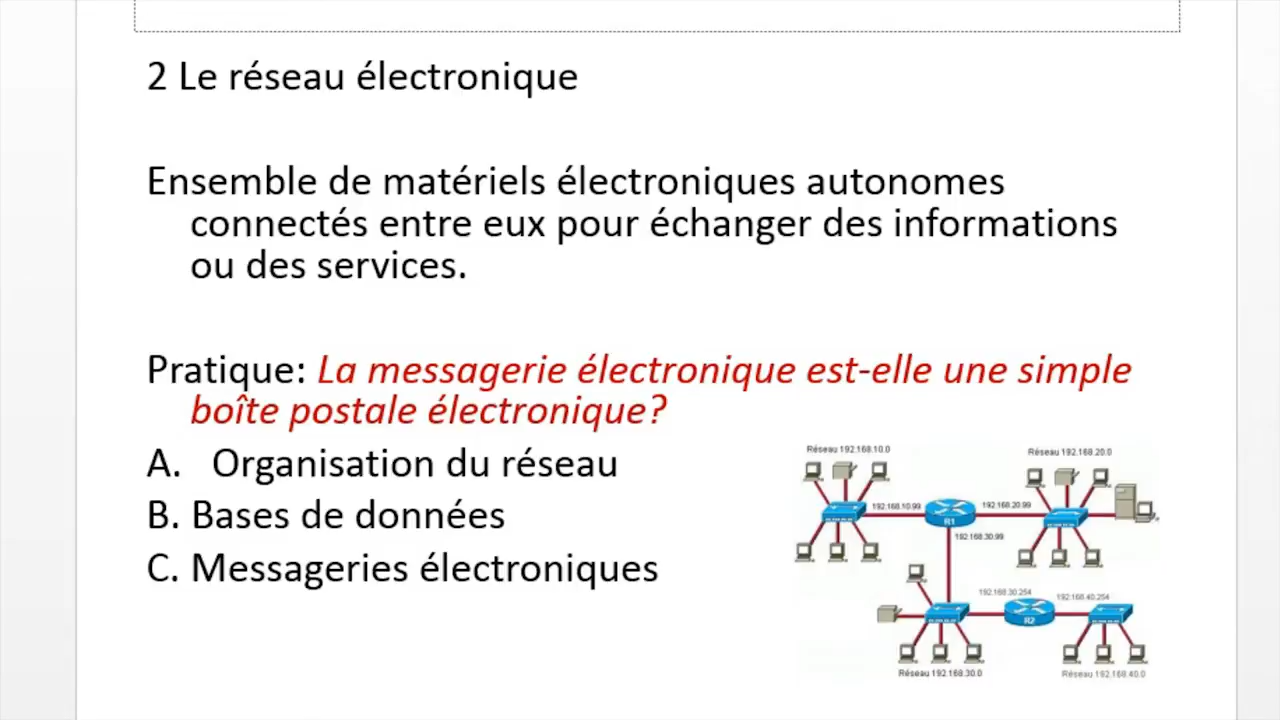 2 Le réseau électronique
Ensemble de matériels électroniques autonomes
connectés entre eux pour échanger des informations
ou des services.
Pratique: La messagerie électronique est-elle une simple
boîte postale électronique?
A. Organisation du réseau
B. Bases de données
C. Messageries électroniques
Réseau 192.168.10.0
Réseau 192.168.20.0
192.168.10.99
192.168.20.99
R1
192.168.30.99
192.168.30.254
192.168.40.254
R2
Réseau 192.168.30.0
Réseau 192.168.40.0